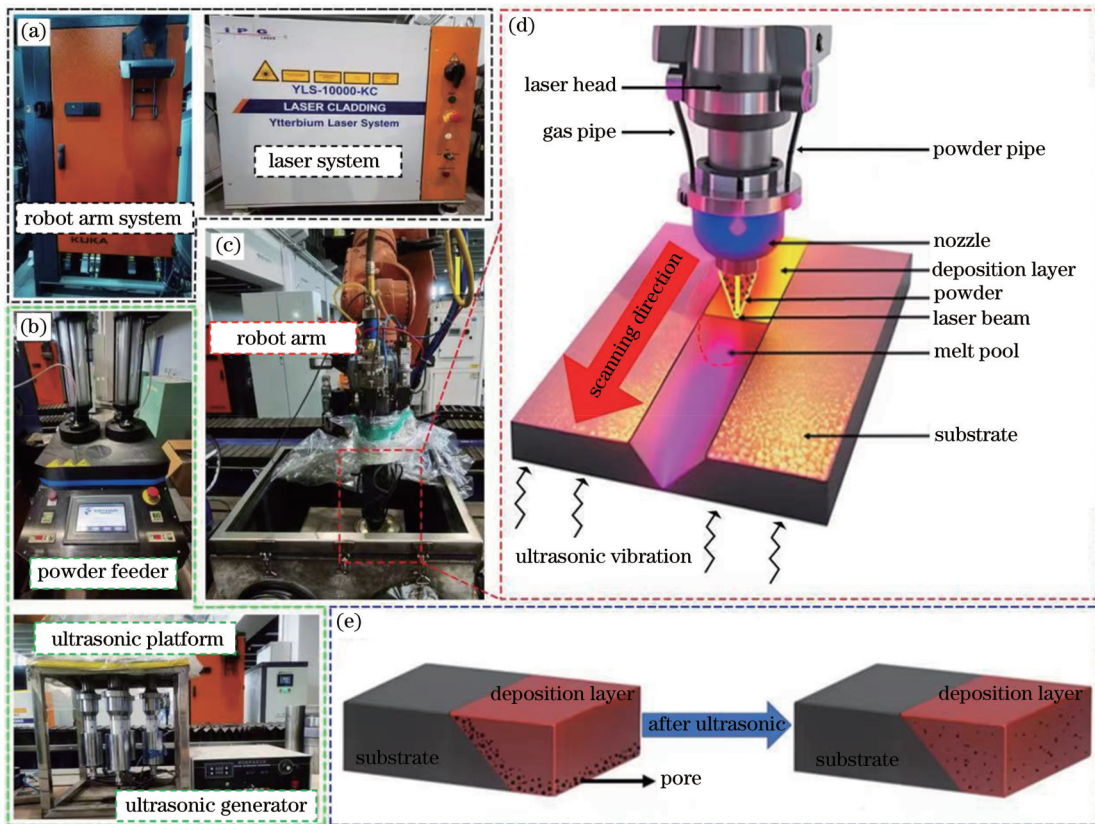 (a)
IPG
YLS-10000-KC
LASER CLADDING
Ytterbium Laser System
laser system
robot arm system
KUKA
(b)
powder feeder
ultrasonic platform
ultrasonic generator
(c)
robot arm
(d)
laser head
gas pipe
powder pipe
nozzle
deposition layer
powder
laser beam
melt pool
scanning direction
substrate
ultrasonic vibration
(e)
deposition layer
substrate
pore
after ultrasonic
deposition layer
substrate